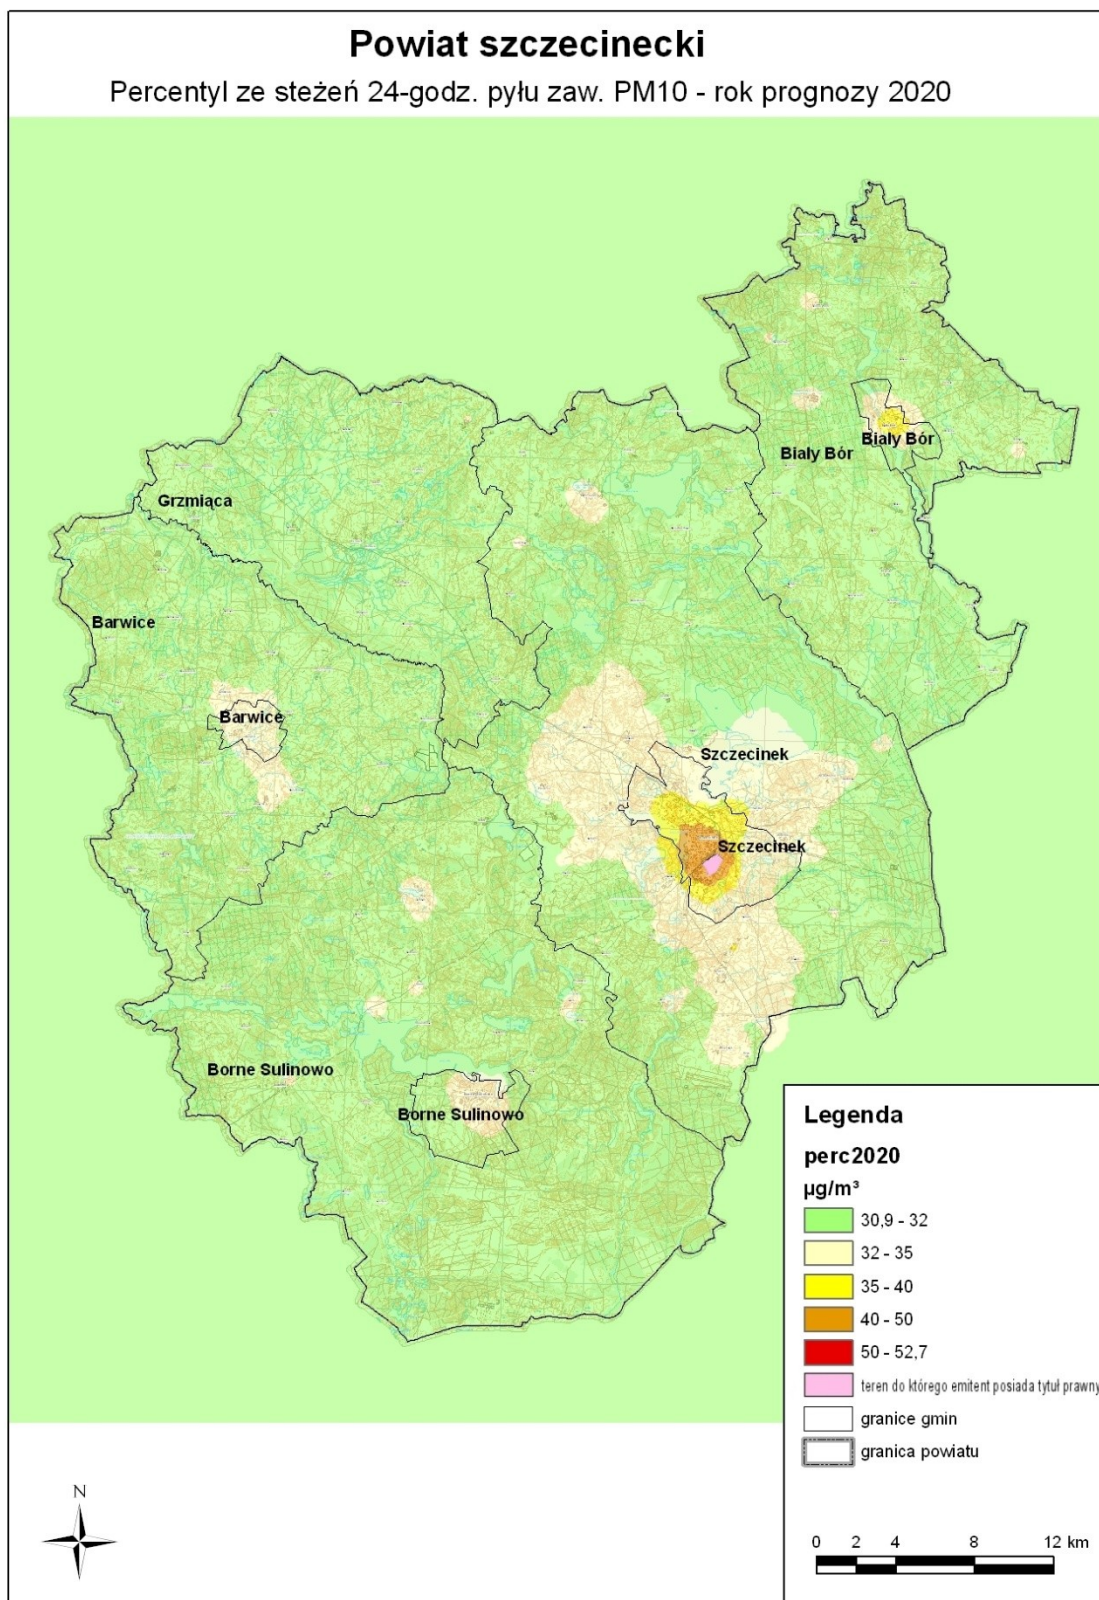 Powiat szczecinecki
Percentyl ze steżeń 24-godz. pyłu zaw. PM10 - rok prognozy 2020
Biały Bór
Biały Bór
Grzmiąca
Barwice
Barwice
Szczecinek
Szczecinek
Borne Sulinowo
Borne Sulinowo
Legenda
perc2020
µg/m³
30,9 - 32
32 - 35
35 - 40
40 - 50
50 - 52,7
teren do którego emitent posiada tytuł prawny
granice gmin
granica powiatu
N
0 2 4 8 12 km